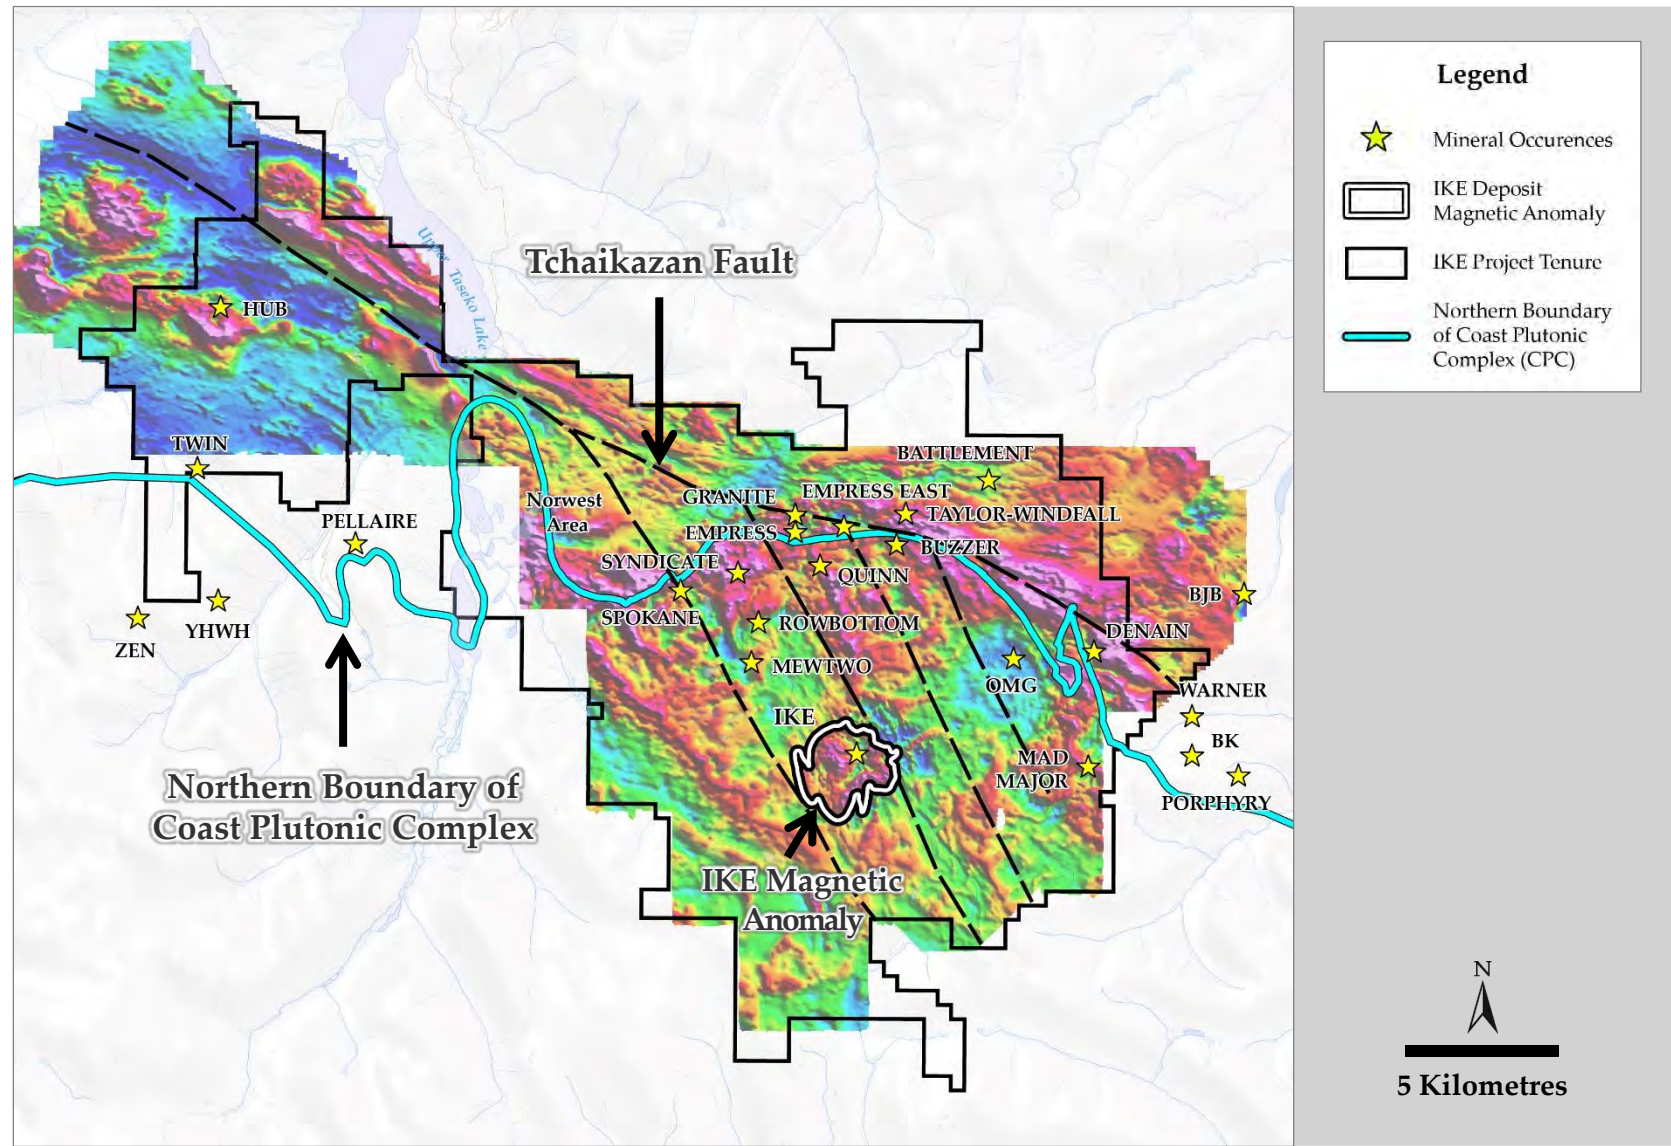 Legend
Mineral Occurences
IKE Deposit
Magnetic Anomaly
IKE Project Tenure
Northern Boundary
of Coast Plutonic
Complex (CPC)
Upper Taseko Lake
Tchaikazan Fault
HUB
TWIN
PELLAIRE
ZEN
YHWH
Norwest
Area
BATTLEMENT
GRANITE
EMPRESS EAST
TAYLOR-WINDFALL
EMPRESS
BUZZER
SYNDICATE
QUINN
SPOKANE
ROWBOTTOM
BJB
DENAIN
MEWTWO
OMG
WARNER
IKE
BK
MAD
MAJOR
PORPHYRY
Northern Boundary of
Coast Plutonic Complex
IKE Magnetic
Anomaly
N
5 Kilometres